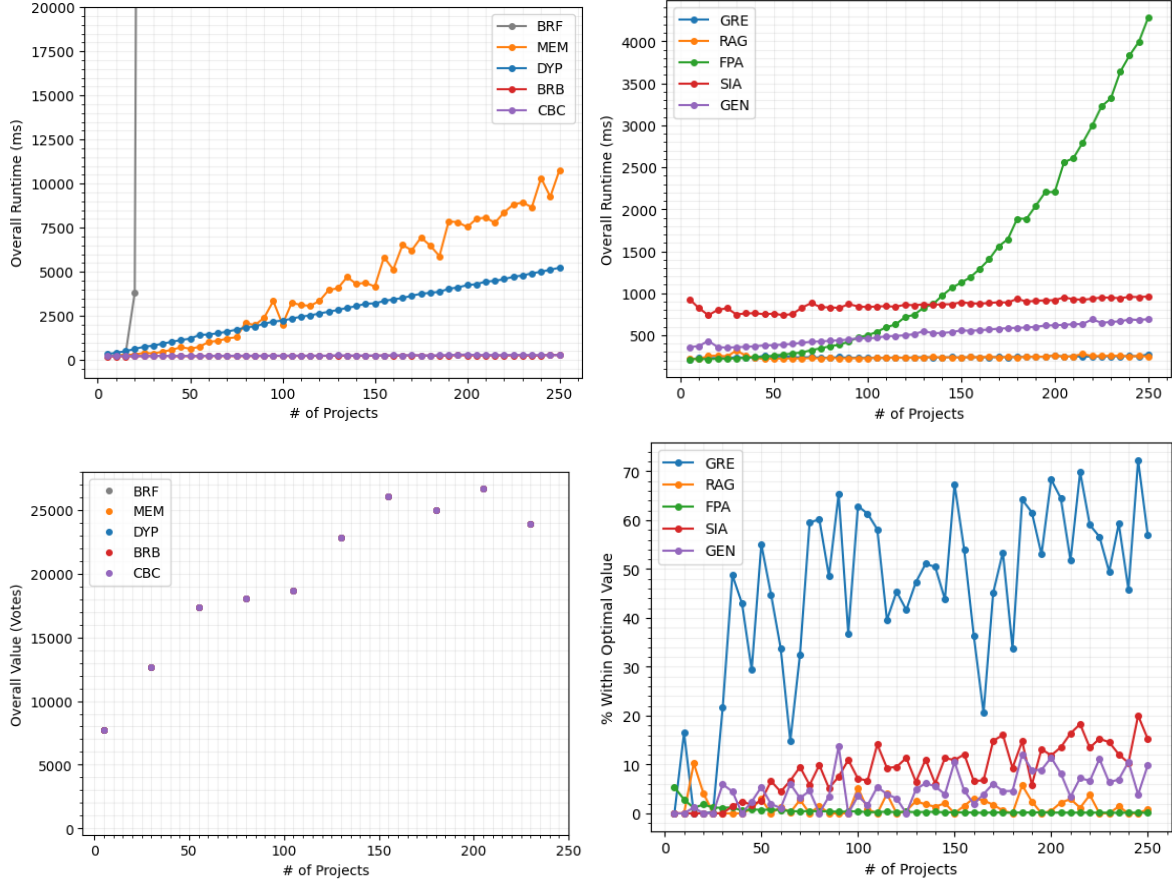 20000
17500
15000
12500
10000
7500
5000
2500
0
Overall Runtime (ms)
0 50 100 150 200 250
# of Projects
BRF
MEM
DYP
BRB
CBC
4000
3500
3000
2500
2000
1500
1000
500
Overall Runtime (ms)
0 50 100 150 200 250
# of Projects
GRE
RAG
FPA
SIA
GEN
25000
20000
15000
10000
5000
0
Overall Value (Votes)
0 50 100 150 200 250
# of Projects
BRF
MEM
DYP
BRB
CBC
70
60
50
40
30
20
10
0
% Within Optimal Value
0 50 100 150 200 250
# of Projects
GRE
RAG
FPA
SIA
GEN